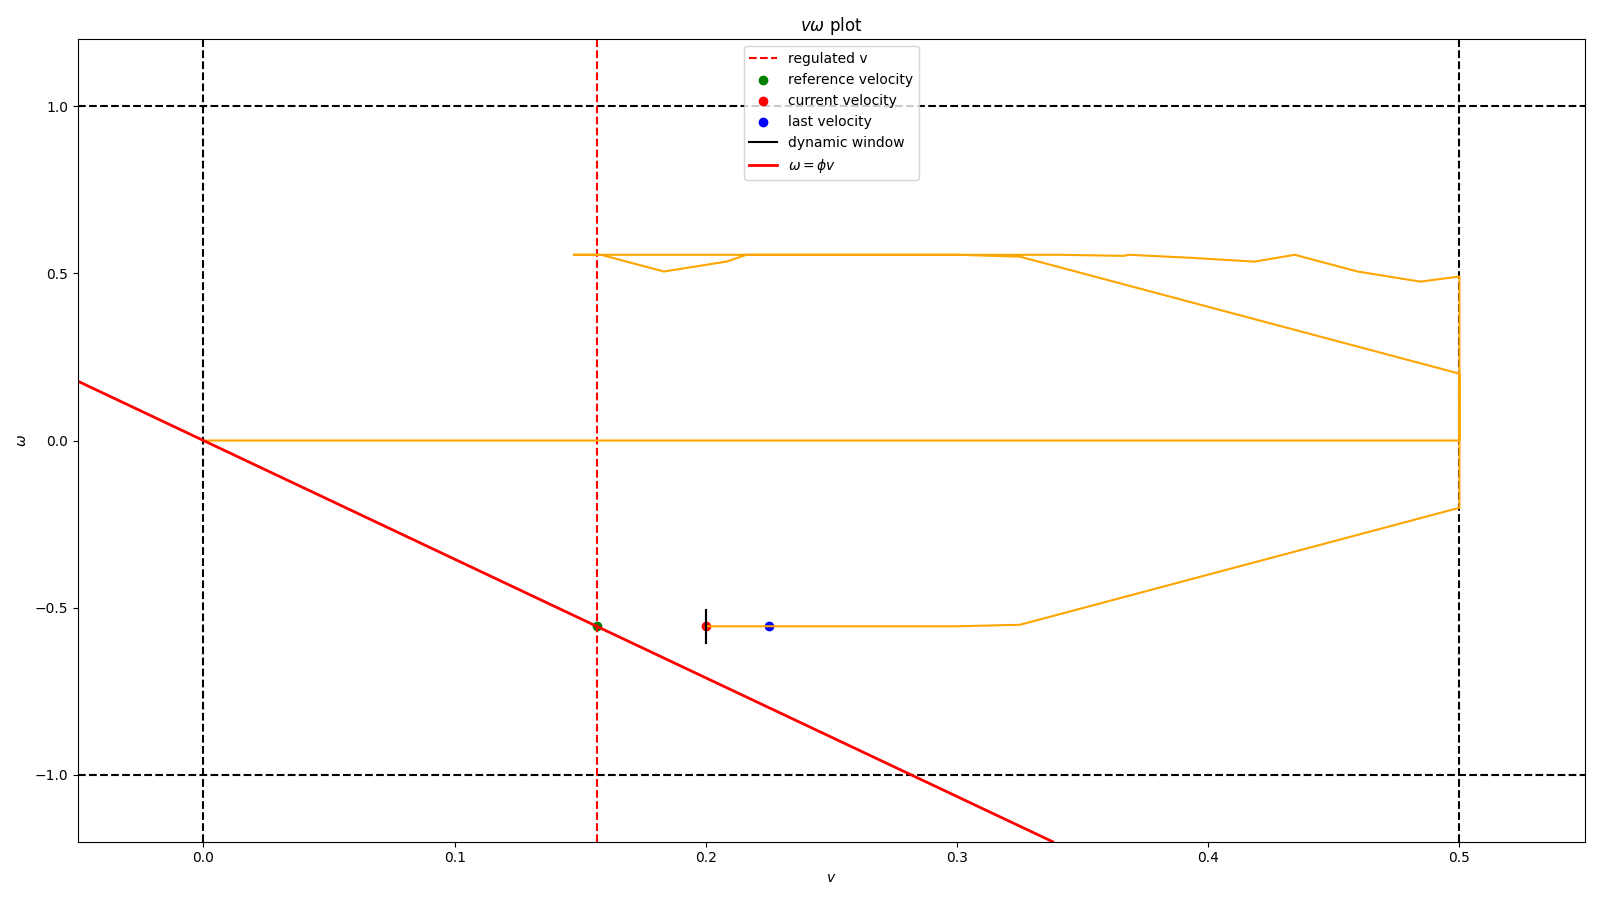 vω plot
regulated v
reference velocity
current velocity
last velocity
dynamic window
ω = ϕv
1.0
0.5
0.0
−0.5
−1.0
ω
0.0 0.1 0.2 0.3 0.4 0.5
v